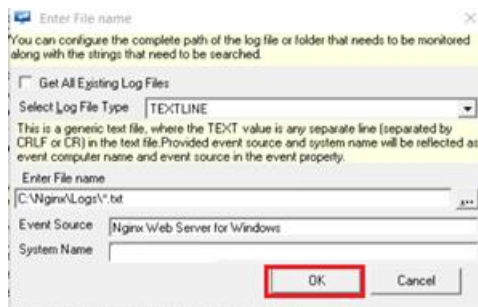 Enter File name
You can configure the complete path of the log file or folder that needs to be monitored
along with the strings that need to be searched.
Get All Existing Log Files
Select Log File Type TEXTLINE
This is a generic text file, where the TEXT value is any separate line (separated by
CRLF or CR) in the text file.Provided event source and system name will be reflected as
event computer name and event source in the event property.
Enter File name
C:\Nginx\Logs\*.txt ...
Event Source Nginx Web Server for Windows
System Name
OK Cancel